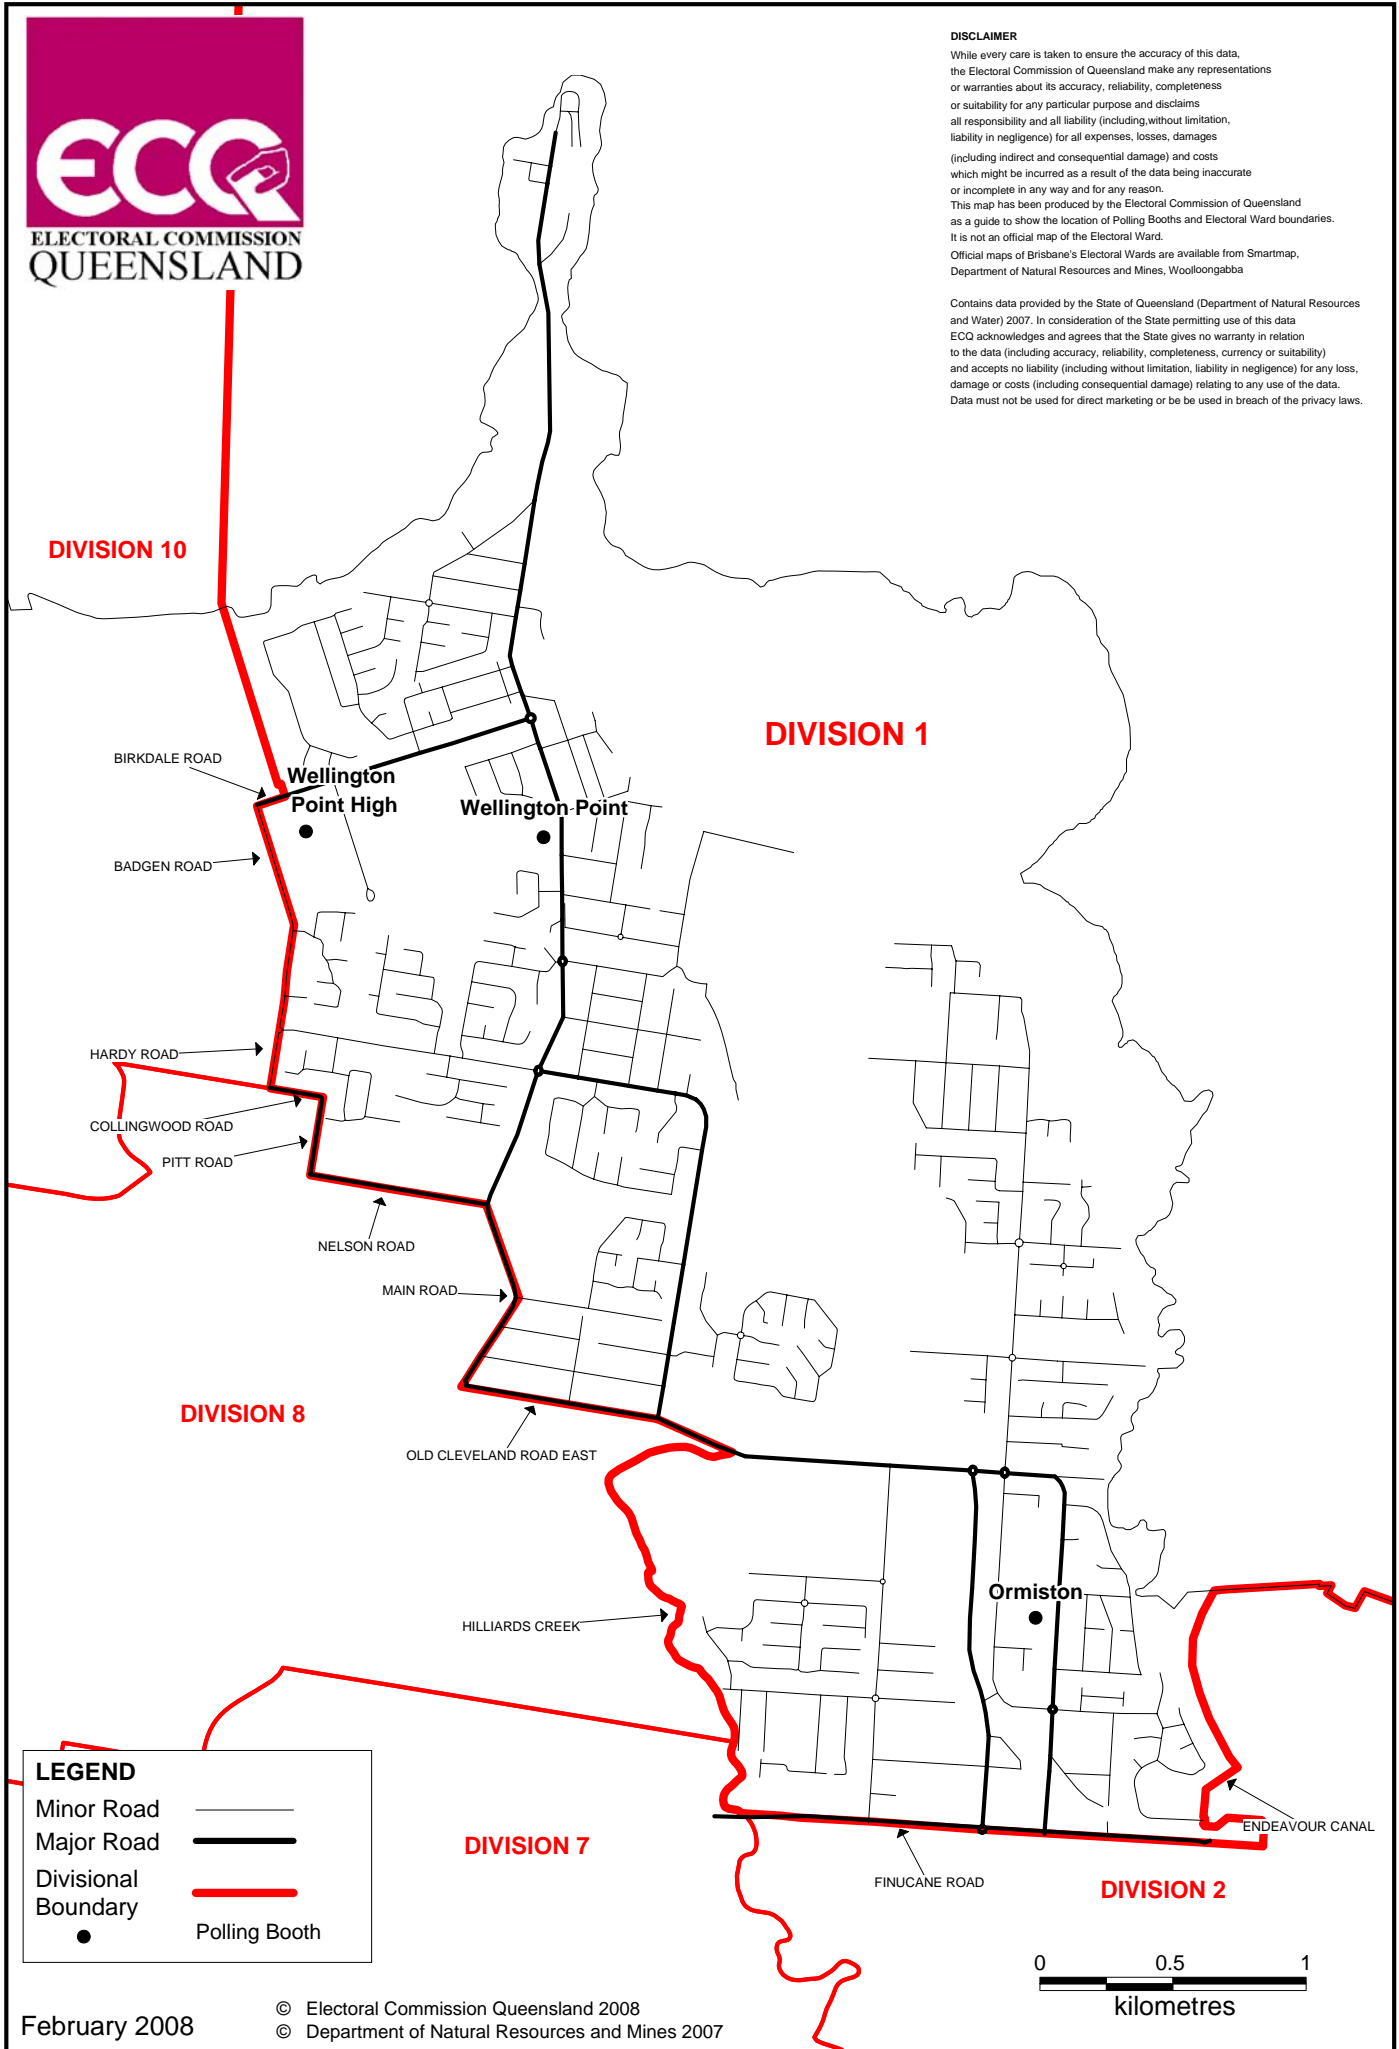 ECQ
ELECTORAL COMMISSION
QUEENSLAND
DISCLAIMER
While every care is taken to ensure the accuracy of this data,
the Electoral Commission of Queensland make any representations
or warranties about its accuracy, reliability, completeness
or suitability for any particular purpose and disclaims
all responsibility and all liability (including,without limitation,
liability in negligence) for all expenses, losses, damages
(including indirect and consequential damage) and costs
which might be incurred as a result of the data being inaccurate
or incomplete in any way and for any reason.
This map has been produced by the Electoral Commission of Queensland
as a guide to show the location of Polling Booths and Electoral Ward boundaries.
It is not an official map of the Electoral Ward.
Official maps of Brisbane's Electoral Wards are available from Smartmap,
Department of Natural Resources and Mines, Woolloongabba
Contains data provided by the State of Queensland (Department of Natural Resources
and Water) 2007. In consideration of the State permitting use of this data
ECQ acknowledges and agrees that the State gives no warranty in relation
to the data (including accuracy, reliability, completeness, currency or suitability)
and accepts no liability (including without limitation, liability in negligence) for any loss,
damage or costs (including consequential damage) relating to any use of the data.
Data must not be used for direct marketing or be be used in breach of the privacy laws.
DIVISION 10
DIVISION 1
BIRKDALE ROAD
Wellington
Point High
Wellington Point
BADGEN ROAD
HARDY ROAD
COLLINGWOOD ROAD
PITT ROAD
NELSON ROAD
MAIN ROAD
DIVISION 8
OLD CLEVELAND ROAD EAST
Ormiston
HILLIARDS CREEK
LEGEND
Minor Road
Major Road
Divisional
Boundary
Polling Booth
DIVISION 7
ENDEAVOUR CANAL
FINUCANE ROAD
DIVISION 2
0 0.5 1
kilometres
February 2008
© Electoral Commission Queensland 2008
© Department of Natural Resources and Mines 2007